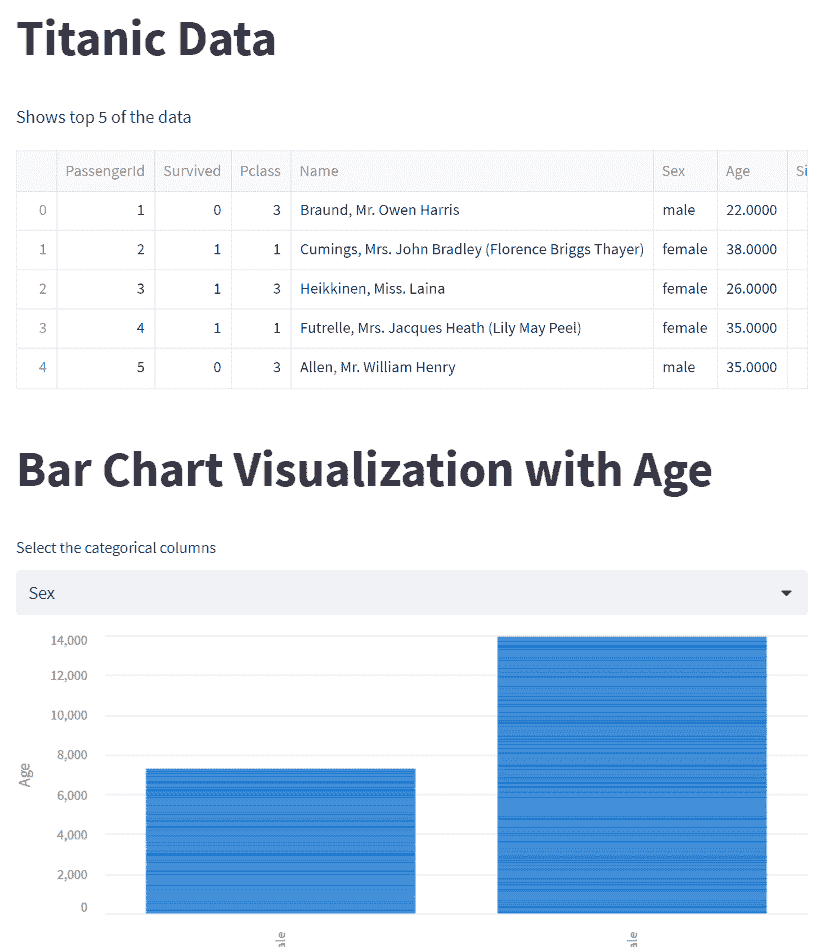 Titanic Data
Shows top 5 of the data
PassengerId Survived Pclass Name Sex Age Si
0 1 0 3 Braund, Mr. Owen Harris male 22.0000
1 2 1 1 Cumings, Mrs. John Bradley (Florence Briggs Thayer) female 38.0000
2 3 1 3 Heikkinen, Miss. Laina female 26.0000
3 4 1 1 Futrelle, Mrs. Jacques Heath (Lily May Peel) female 35.0000
4 5 0 3 Allen, Mr. William Henry male 35.0000
Bar Chart Visualization with Age
Select the categorical columns
Sex
14,000
12,000
10,000
8,000
Age
6,000
4,000
2,000
0
ale
ale